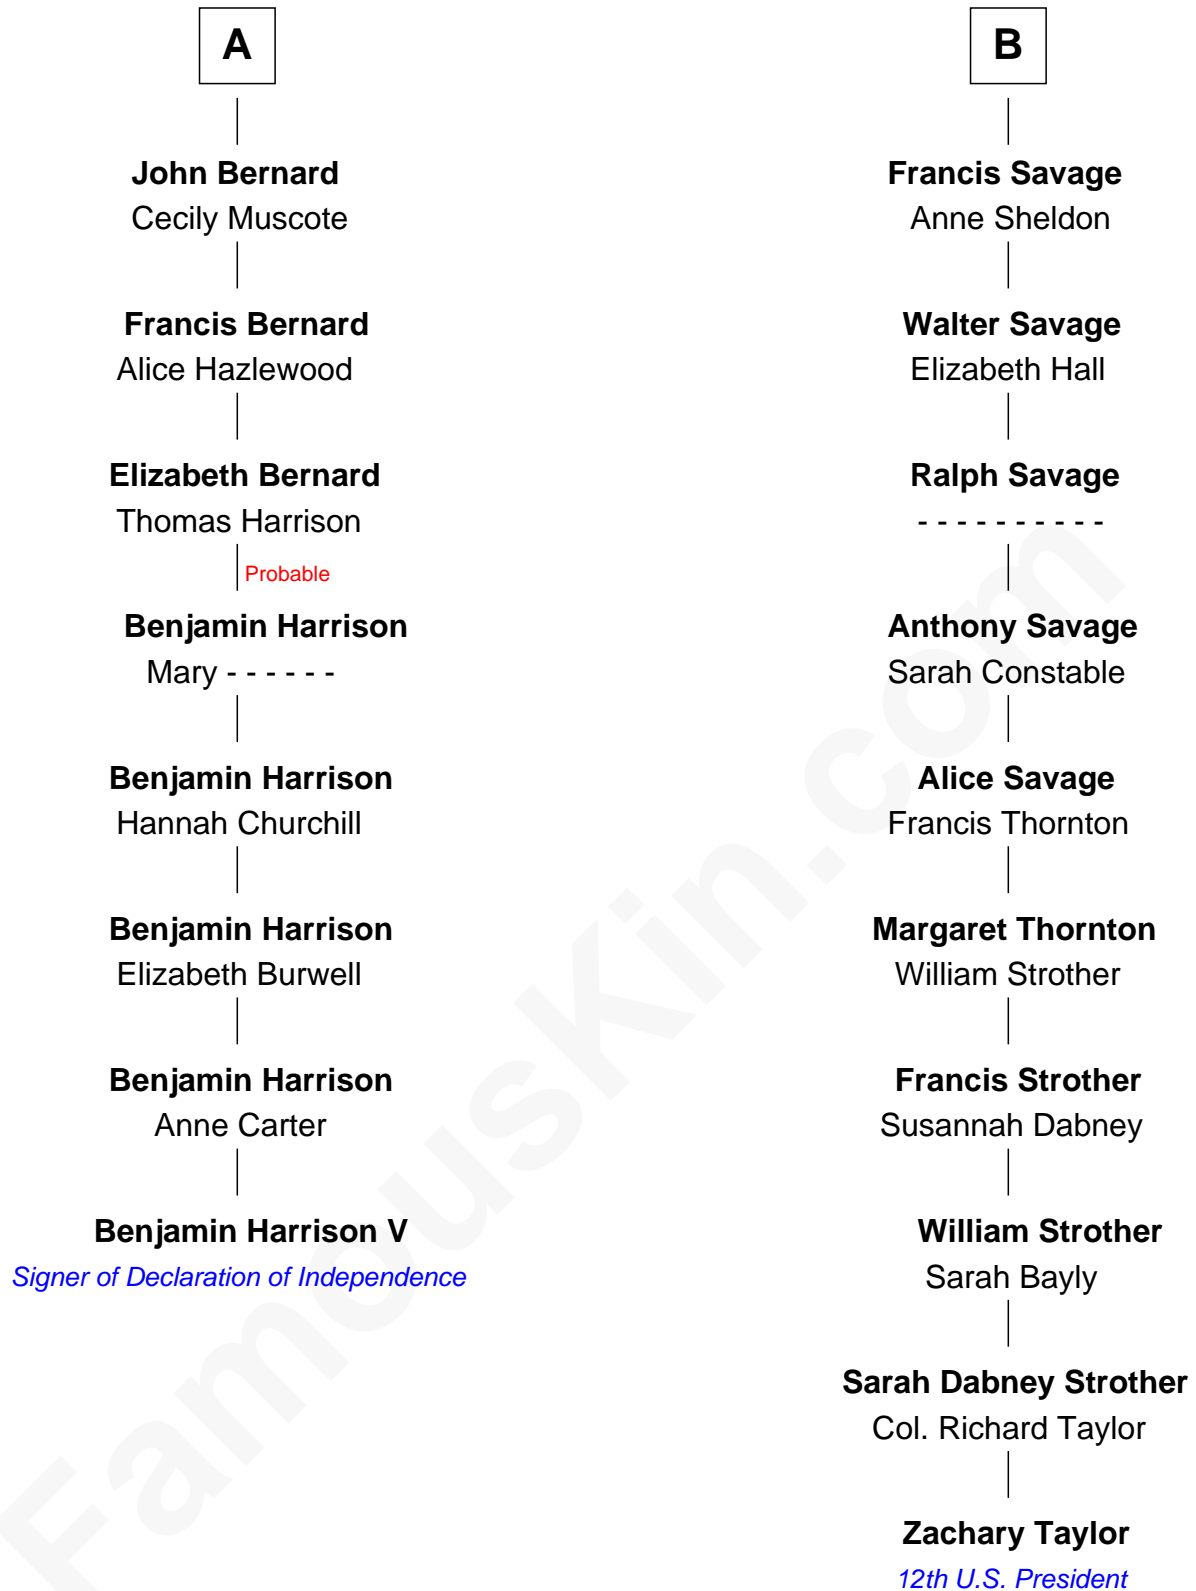 A
John Bernard
Cecily Muscote
Francis Bernard
Alice Hazlewood
Elizabeth Bernard
Thomas Harrison
Probable
Benjamin Harrison
Mary - - - - - -
Benjamin Harrison
Hannah Churchill
Benjamin Harrison
Elizabeth Burwell
Benjamin Harrison
Anne Carter
Benjamin Harrison V
Signer of Declaration of Independence
B
Francis Savage
Anne Sheldon
Walter Savage
Elizabeth Hall
Ralph Savage
- - - - - - - - - -
Anthony Savage
Sarah Constable
Alice Savage
Francis Thornton
Margaret Thornton
William Strother
Francis Strother
Susannah Dabney
William Strother
Sarah Bayly
Sarah Dabney Strother
Col. Richard Taylor
Zachary Taylor
12th U.S. President
FamousKin.com